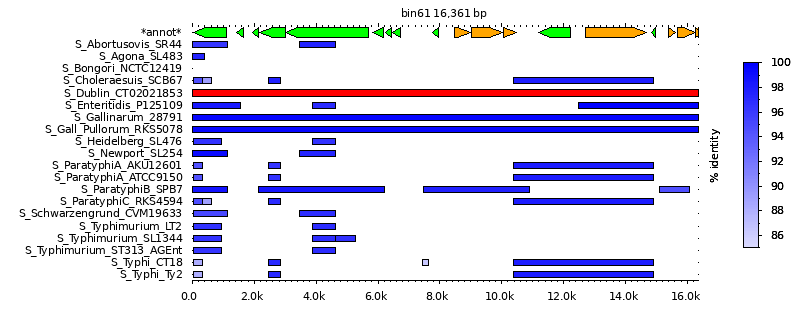 bin61 16,361 bp
*annot*
S_Abortusovis_SR44
S_Agona_SL483
S_Bongori_NCTC12419
S_Choleraesuis_SCB67
S_Dublin_CT02021853
S_Enteritidis_P125109
S_Gallinarum_28791
S_Gall_Pullorum_RKS5078
S_Heidelberg_SL476
S_Newport_SL254
S_ParatyphiA_AKU12601
S_ParatyphiA_ATCC9150
S_ParatyphiB_SPB7
S_ParatyphiC_RKS4594
S_Schwarzengrund_CVM19633
S_Typhimurium_LT2
S_Typhimurium_SL1344
S_Typhimurium_ST313_AGEnt
S_Typhi_CT18
S_Typhi_Ty2
0.0 2.0k 4.0k 6.0k 8.0k 10.0k 12.0k 14.0k 16.0k
% identity
100
98
96
94
92
90
88
86